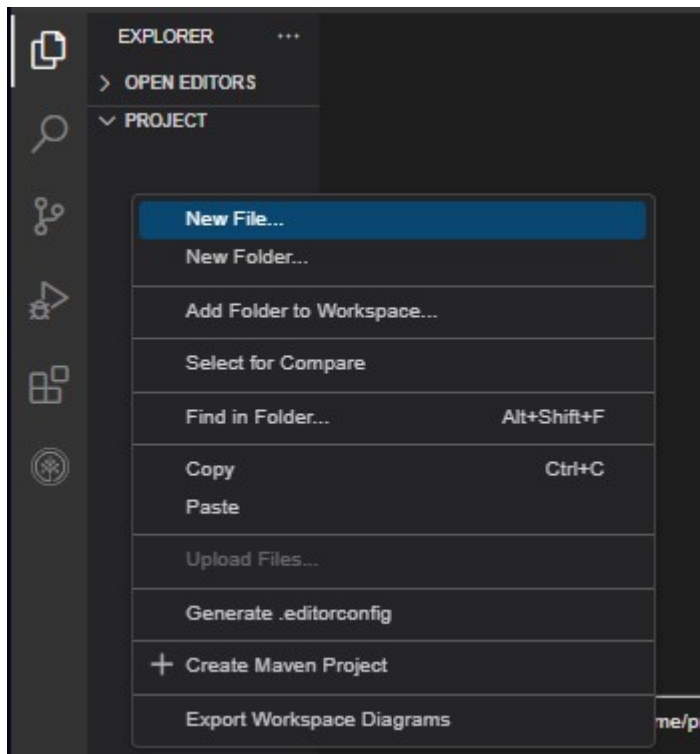 EXPLORER ...
OPEN EDITORS
PROJECT
New File...
New Folder...
Add Folder to Workspace...
Select for Compare
Find in Folder... Alt+Shift+F
Copy Ctrl+C
Paste
Upload Files...
Generate .editorconfig
Create Maven Project
Export Workspace Diagrams
me/p